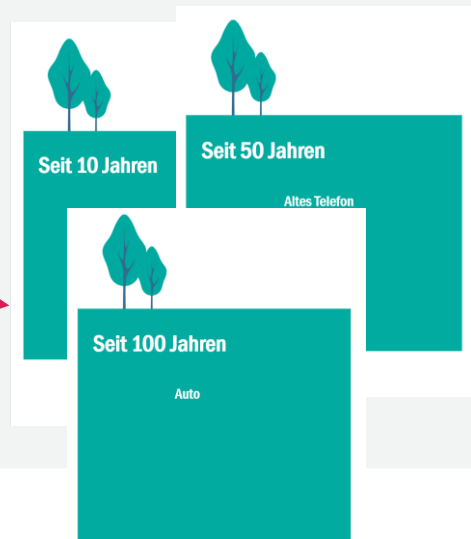 Seit 10 Jahren
Seit 50 Jahren
Altes Telefon
Seit 100 Jahren
Auto